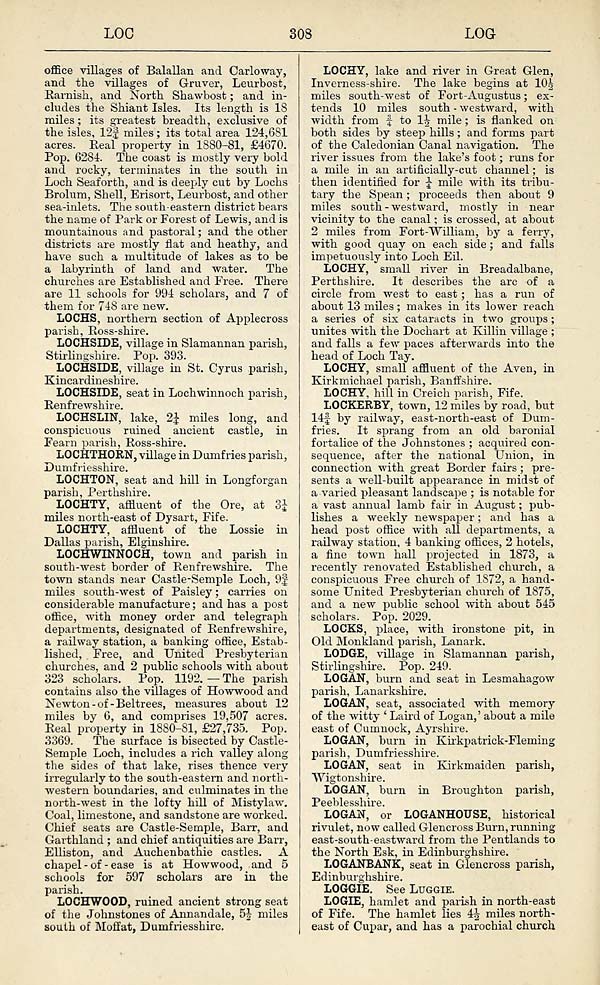 LOC 308 LOG
office villages of Balallan and Carloway,
and the villages of Gruver, Leurbost,
Rarnish, and North Shawbost; and in-
cludes the Shiant Isles. Its length is 18
miles; its greatest breadth, exclusive of
the isles, 12¾ miles; its total area 124,681
acres. Real property in 1880-81, £4670.
Pop. 6284. The coast is mostly very bold
and rocky, terminates in the south in
Loch Seaforth, and is deeply cut by Lochs
Brolum, Shell, Erisort, Leurbost, and other
sea-inlets. The south-eastern district bears
the name of Park or Forest of Lewis, and is
mountainous and pastoral; and the other
districts are mostly flat and heathy, and
have such a multitude of lakes as to be
a labyrinth of land and water. The
churches are Established and Free. There
are 11 schools for 994 scholars, and 7 of
them for 748 are new.
LOCHS, northern section of Applecross
parish, Ross-shire.
LOCHSIDE, village in Slamannan parish,
Stirlingshire. Pop. 393.
LOCHSIDE, village in St. Cyrus parish,
Kincardineshire.
LOCHSIDE, seat in Lochwinnoch parish,
Renfrewshire.
LOCHSLIN, lake, 2¼ miles long, and
conspicuous ruined ancient castle, in
Fearn parish, Ross-shire.
LOCHTHORN, village in Dumfries parish,
Dumfriesshire.
LOCHTON, seat and hill in Longforgan
parish, Perthshire.
LOCHTY, affluent of the Ore, at 3¼
miles north-east of Dysart, Fife.
LOCHTY, affluent of the Lossie in
Dallas parish, Elginshire.
LOCHWINNOCH, town and parish in
south-west border of Renfrewshire. The
town stands near Castle-Semple Loch, 9¾
miles south-west of Paisley; carries on
considerable manufacture; and has a post
office, with money order and telegraph
departments, designated of Renfrewshire,
a railway station, a banking office, Estab-
lished, Free, and United Presbyterian
churches, and 2 public schools with about
323 scholars. Pop. 1192. — The parish
contains also the villages of Howwood and
Newton-of-Beltrees, measures about 12
miles by 6, and comprises 19,507 acres.
Real property in 1880-81, £27,735. Pop.
3369. The surface is bisected by Castle-
Semple Loch, includes a rich valley along
the sides of that lake, rises thence very
irregularly to the south-eastern and north-
western boundaries, and culminates in the
north-west in the lofty hill of Mistylaw.
Coal, limestone, and sandstone are worked.
Chief seats are Castle-Semple, Barr, and
Garthland; and chief antiquities are Barr,
Elliston, and Auchenbathie castles. A
chapel-of-ease is at Howwood, and 5
schools for 597 scholars are in the
parish.
LOCHWOOD, ruined ancient strong seat
of the Johnstones of Annandale, 5½ miles
south of Moffat, Dumfriesshire.
LOCHY, lake and river in Great Glen,
Inverness-shire. The lake begins at 10½
miles south-west of Fort-Augustus; ex-
tends 10 miles south-westward, with
width from ¾ to 1½ mile; is flanked on
both sides by steep hills; and forms part
of the Caledonian Canal navigation. The
river issues from the lake's foot; runs for
a mile in an artificially-cut channel; is
then identified for ¼ mile with its tribu-
tary the Spean; proceeds then about 9
miles south-westward, mostly in near
vicinity to the canal; is crossed, at about
2 miles from Fort-William, by a ferry,
with good quay on each side; and falls
impetuously into Loch Eil.
LOCHY, small river in Breadalbane,
Perthshire. It describes the arc of a
circle from west to east; has a run of
about 13 miles; makes in its lower reach
a series of six cataracts in two groups;
unites with the Dochart at Killin village;
and falls a few paces afterwards into the
head of Loch Tay.
LOCHY, small affluent of the Aven, in
Kirkmichael parish, Banffshire.
LOCHY, hill in Creich parish, Fife.
LOCKERBY, town, 12 miles by road, but
14¾ by railway, east-north-east of Dum-
fries. It sprang from an old baronial
fortalice of the Johnstones; acquired con-
sequence, after the national Union, in
connection with great Border fairs; pre-
sents a well-built appearance in midst of
a varied pleasant landscape; is notable for
a vast annual lamb fair in August; pub-
lishes a weekly newspaper; and has a
head post office with all departments, a
railway station, 4 banking offices, 2 hotels,
a fine town hall projected in 1873, a
recently renovated Established church, a
conspicuous Free church of 1872, a hand-
some United Presbyterian church of 1875,
and a new public school with about 545
scholars. Pop. 2029.
LOCKS, place, with ironstone pit, in
Old Monkland parish, Lanark.
LODGE, village in Slamannan parish,
Stirlingshire. Pop. 249.
LOGAN, burn and seat in Lesmahagow
parish, Lanarkshire.
LOGAN, seat, associated with memory
of the witty 'Laird of Logan,' about a mile
east of Cumnock, Ayrshire.
LOGAN, burn in Kirkpatrick-Fleming
parish, Dumfriesshire.
LOGAN, seat in Kirkmaiden parish,
Wigtonshire.
LOGAN, burn in Broughton parish,
Peeblesshire.
LOGAN, or LOGANHOUSE, historical
rivulet, now called Glencross Burn, running
east-south-eastward from the Pentlands to
the North Esk, in Edinburghshire.
LOGANBANK, seat in Glencross parish,
Edinburghshire.
LOGGIE. See LUGGIE.
LOGIE, hamlet and parish in north-east
of Fife. The hamlet lies 4½ miles north-
east of Cupar, and has a parochial church